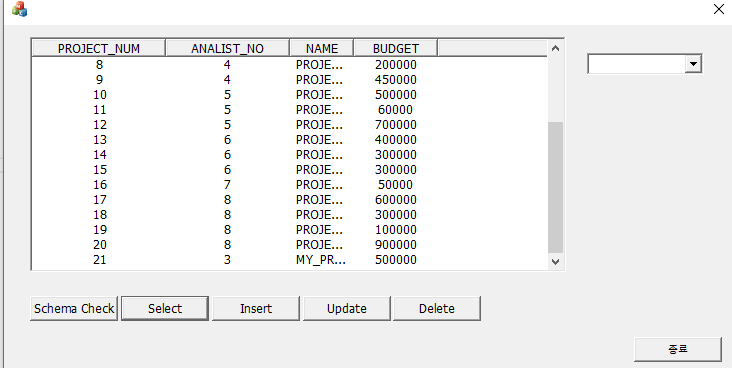 PROJECT_NUM ANALIST_NO NAME BUDGET
8 4 PROJE... 200000
9 4 PROJE... 450000
10 5 PROJE... 500000
11 5 PROJE... 60000
12 5 PROJE... 700000
13 6 PROJE... 400000
14 6 PROJE... 300000
15 6 PROJE... 300000
16 7 PROJE... 50000
17 8 PROJE... 600000
18 8 PROJE... 300000
19 8 PROJE... 100000
20 8 PROJE... 900000
21 3 MY_PR... 500000
Schema Check Select Insert Update Delete
종료